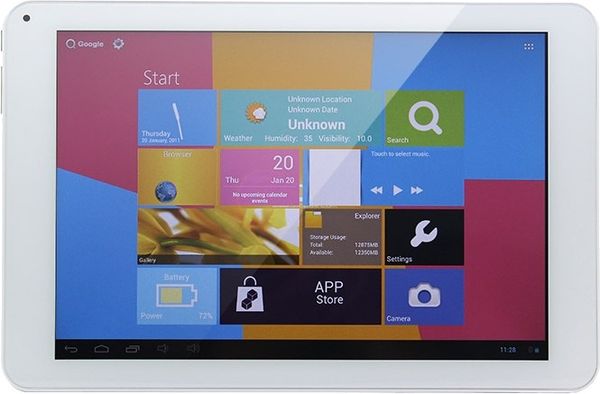 Google
Start
Thursday
20 January, 2011
Unknown Location
Unknown Date
Unknown
Weather Humidity: 35 Visibility: 10.0
Search
Browser
20
Thu Jan 20
No upcoming calendar
events
Touch to select music.
Gallery
Explorer
Storage Usage:
Total 12875MB
Available: 12350MB
Settings
Battery
Power 72%
APP
Store
Camera
11:28